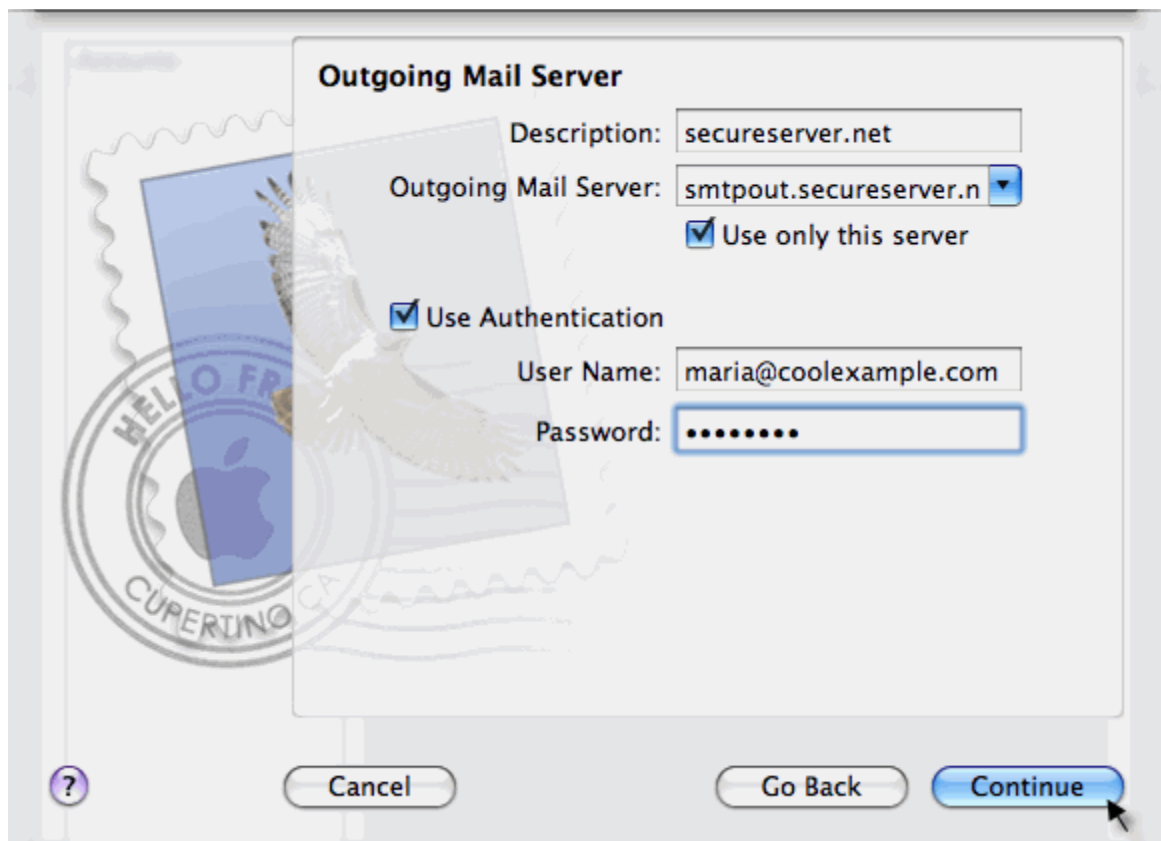 Outgoing Mail Server
Description: secureserver.net
Outgoing Mail Server: smtpout.secureserver.n
Use only this server
Use Authentication
User Name: maria@coolexample.com
Password: ••••••••
HELLO FR
CUPERTINO CA
?
Cancel
Go Back
Continue